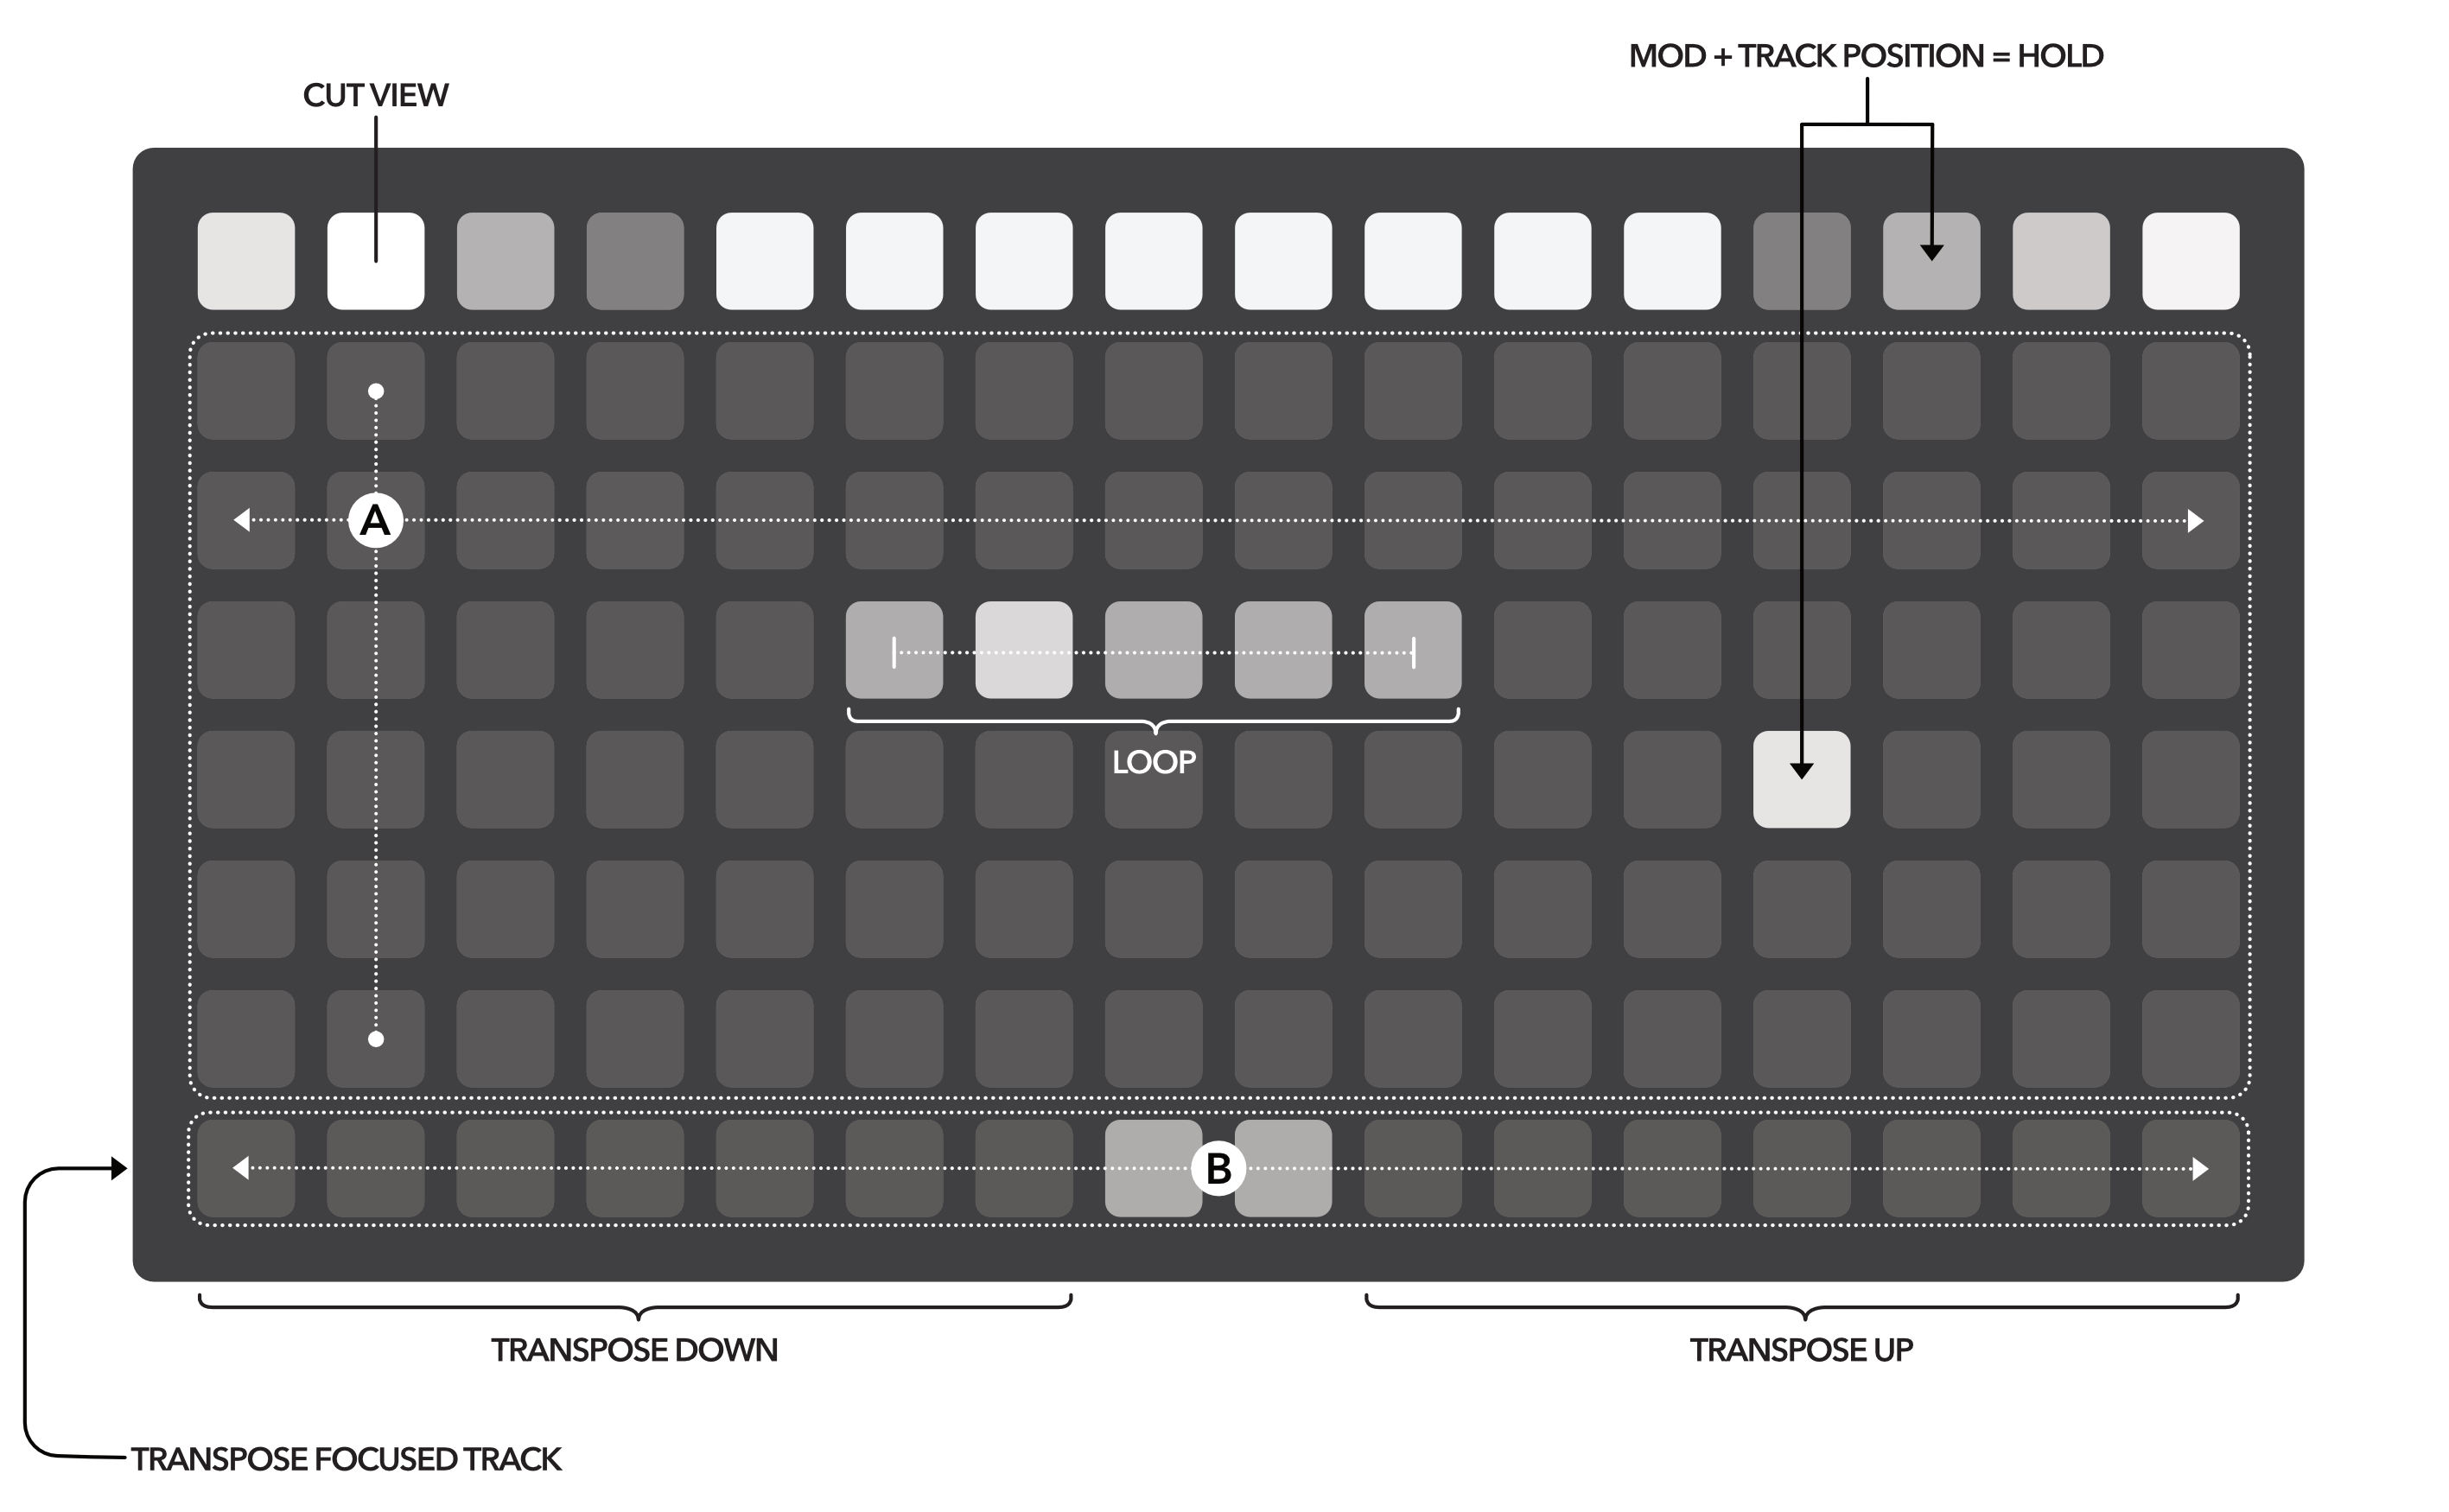 MOD + TRACK POSITION = HOLD
CUT VIEW
A
LOOP
B
TRANSPOSE DOWN
TRANSPOSE UP
TRANSPOSE FOCUSED TRACK